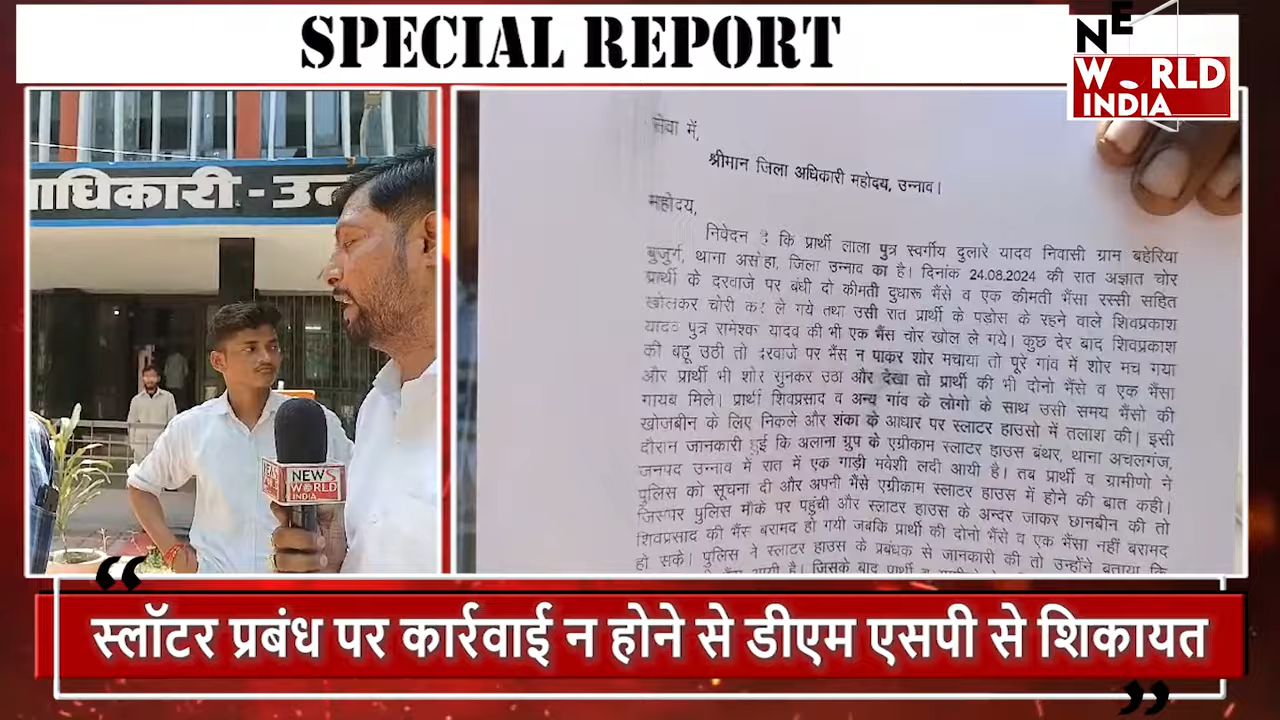 SPECIAL REPORT
NEWS
WORLD
INDIA
ाधिकारी - उन
NEWS
WORLD
INDIA
सेवा में,
श्रीमान जिला अधिकारी महोदय, उन्नाव।
महोदय,
निवेदन है कि प्रार्थी लाला पुत्र स्वर्गीय दुलारे यादव निवासी ग्राम बहेरिया
बुजुर्ग, थाना असोहा, जिला उन्नाव का है। दिनांक 24.08.2024 की रात अज्ञात चोर
प्रार्थी के दरवाजे पर बंधी दो कीमती दुधारू भैंसे व एक कीमती भैंसा रस्सी सहित
खोलकर चोरी कर ले गये तथा उसी रात प्रार्थी के पडोस के रहने वाले शिवप्रकाश
यादव पुत्र रामेश्वर यादव की भी एक भैंस चोर खोल ले गये। कुछ देर बाद शिवप्रकाश
की बहू उठी तो दरवाजे पर भैंस न पाकर शोर मचाया तो पूरे गांव में शोर मच गया
और प्रार्थी भी शोर सुनकर उठा और देखा तो प्रार्थी की भी दोनो भैंसे व एक भैंसा
गायब मिले। प्रार्थी शिवप्रसाद व अन्य गांव के लोगो के साथ उसी समय भैंसो की
खोजबीन के लिए निकले और शंका के आधार पर स्लाटर हाउसो में तलाश की। इसी
दौरान जानकारी हुई कि अलाना ग्रुप के एग्रीकाम स्लाटर हाउस बंथर, थाना अचलगंज,
जनपद उन्नाव में रात में एक गाड़ी मवेशी लदी आयी है। तब प्रार्थी व ग्रामीणो ने
पुलिस को सूचना दी और अपनी भैंसे एग्रीकाम स्लाटर हाउस में होने की बात कही।
जिसपर पुलिस मौके पर पहुंची और स्लाटर हाउस के अन्दर जाकर छानबीन की तो
शिवप्रसाद की भैंस बरामद हो गयी जबकि प्रार्थी की दोनो भैंसे व एक भैंसा नहीं बरामद
हो सके। पुलिस ने स्लाटर हाउस के प्रबंधक से जानकारी की तो उन्होंने बताया कि
भैंस आयी है। जिसके बाद प्रार्थी व
स्लॉटर प्रबंध पर कार्रवाई न होने से डीएम एसपी से शिकायत